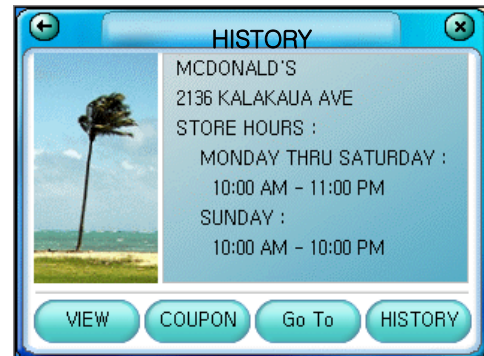 HISTORY
MCDONALD'S
2136 KALAKAUA AVE
STORE HOURS :
MONDAY THRU SATURDAY :
10:00 AM - 11:00 PM
SUNDAY :
10:00 AM - 10:00 PM
VIEW COUPON Go To HISTORY